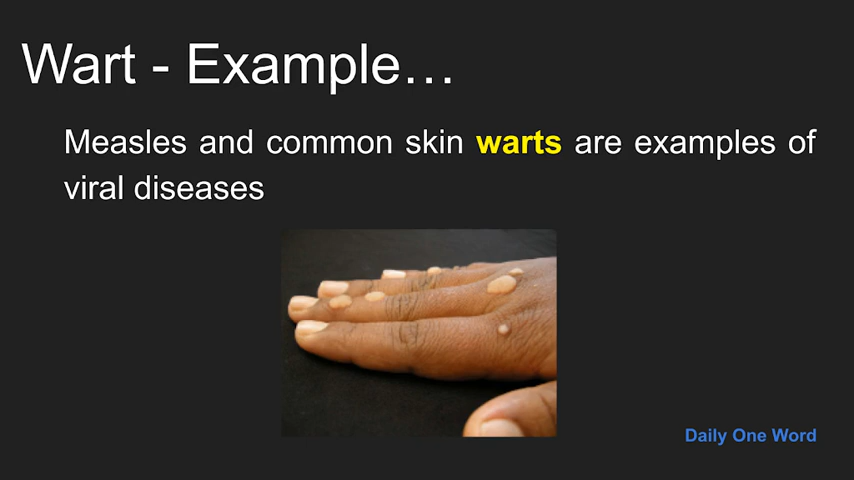 Wart - Example…
Measles and common skin warts are examples of
viral diseases
Daily One Word